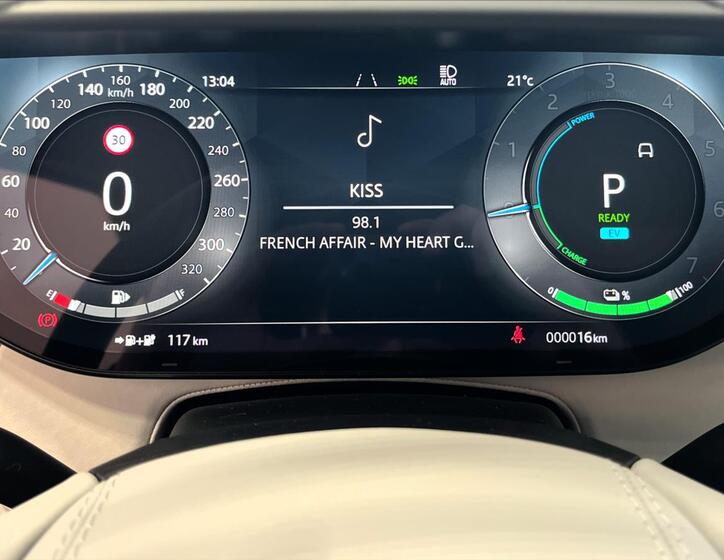 13:04
AUTO
21°c
20
40
60
80
100
120
140
160
180
200
220
240
260
280
300
320
km/h
30
0
km/h
E
F
KISS
98.1
FRENCH AFFAIR - MY HEART G...
1
2
3
4
5
6
7
POWER
P
READY
EV
CHARGE
0
%
100
P
117 km
000016km